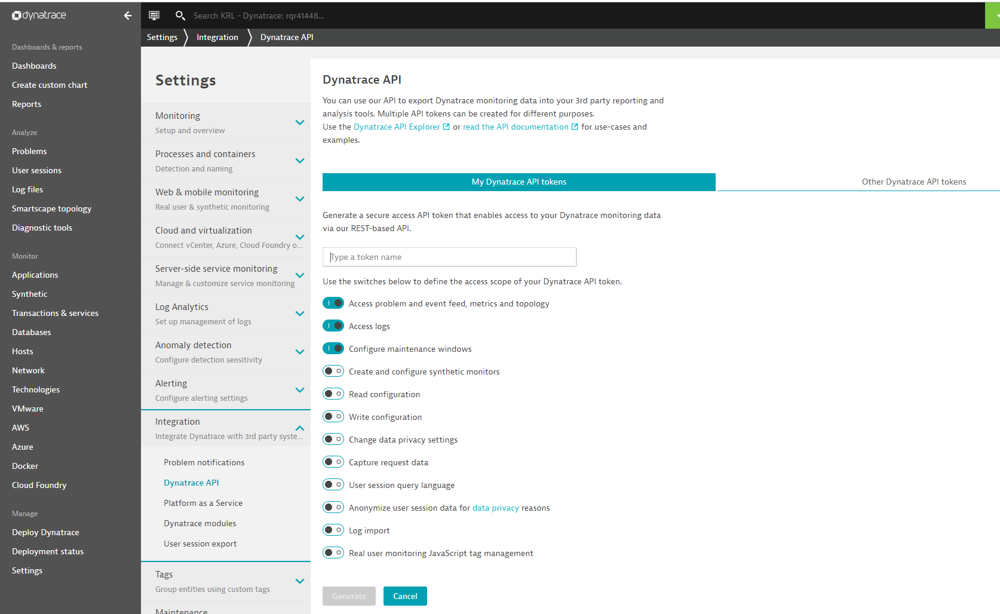 dynatrace
Search KRL - Dynatrace: rqr41448...
Settings
Integration
Dynatrace API
Dashboards & reports
Dashboards
Create custom chart
Reports
Analyze
Problems
User sessions
Log files
Smartscape topology
Diagnostic tools
Monitor
Applications
Synthetic
Transactions & services
Databases
Hosts
Network
Technologies
VMware
AWS
Azure
Docker
Cloud Foundry
Manage
Deploy Dynatrace
Deployment status
Settings
Settings
Monitoring
Setup and overview
Processes and containers
Detection and naming
Web & mobile monitoring
Real user & synthetic monitoring
Cloud and virtualization
Connect vCenter, Azure, Cloud Foundry o...
Server-side service monitoring
Manage & customize service monitoring
Log Analytics
Set up management of logs
Anomaly detection
Configure detection sensitivity
Alerting
Configure alerting settings
Integration
Integrate Dynatrace with 3rd party syste...
Problem notifications
Dynatrace API
Platform as a Service
Dynatrace modules
User session export
Tags
Group entities using custom tags
Maintenance
Dynatrace API
You can use our API to export Dynatrace monitoring data into your 3rd party reporting and
analysis tools. Multiple API tokens can be created for different purposes.
Use the Dynatrace API Explorer or read the API documentation for use-cases and
examples.
My Dynatrace API tokens
Other Dynatrace API tokens
Generate a secure access API token that enables access to your Dynatrace monitoring data
via our REST-based API.
Type a token name
Use the switches below to define the access scope of your Dynatrace API token.
Access problem and event feed, metrics and topology
Access logs
Configure maintenance windows
Create and configure synthetic monitors
Read configuration
Write configuration
Change data privacy settings
Capture request data
User session query language
Anonymize user session data for data privacy reasons
Log import
Real user monitoring JavaScript tag management
Generate
Cancel